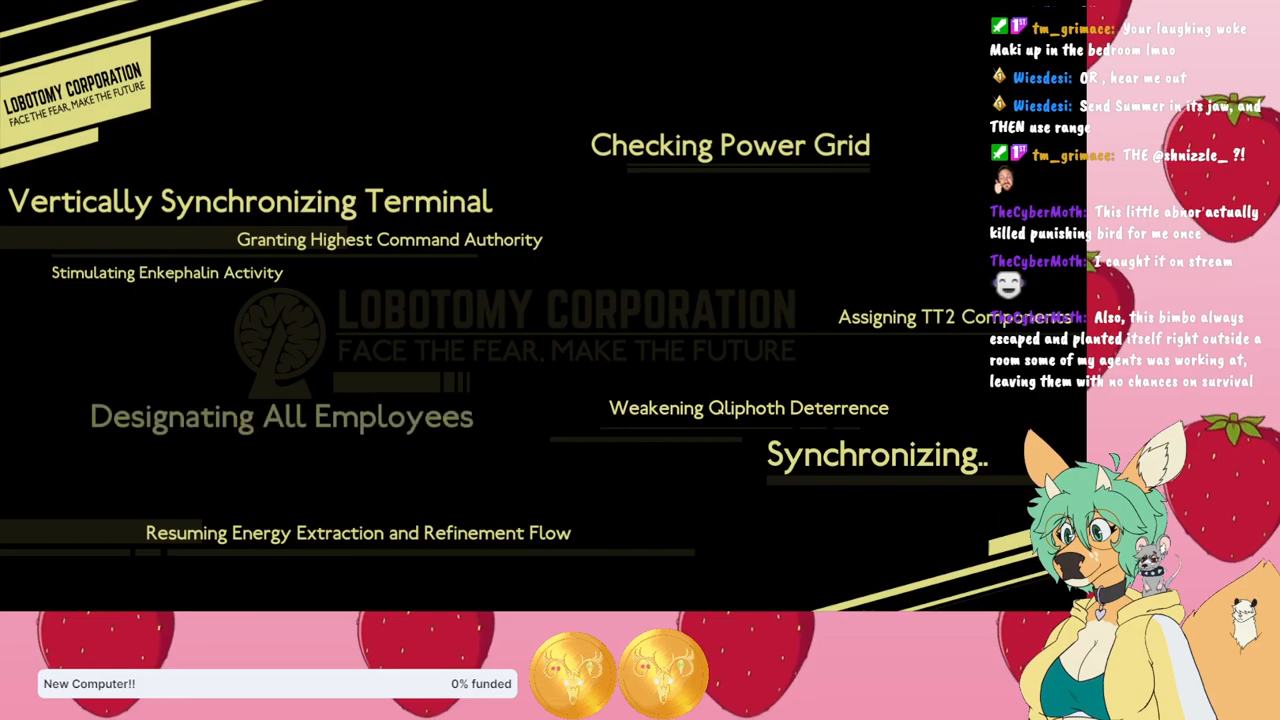 LOBOTOMY CORPORATION
FACE THE FEAR, MAKE THE FUTURE
Checking Power Grid
Vertically Synchronizing Terminal
Granting Highest Command Authority
Stimulating Enkephalin Activity
LOBOTOMY CORPORATION
FACE THE FEAR, MAKE THE FUTURE
Assigning TT2 Components
Designating All Employees
Weakening Qliphoth Deterrence
Synchronizing..
Resuming Energy Extraction and Refinement Flow
tm_grimace: Your laughing woke
Maki up in the bedroom lmao
Wiesdesi: OR , hear me out
Wiesdesi: Send Summer in its jaw, and
THEN use range
tm_grimace: THE @shnizzle_ ?!
TheCyberMoth: This little abnor actually
killed punishing bird for me once
TheCyberMoth: I caught it on stream
TheCyberMoth: Also, this bimbo always
escaped and planted itself right outside a
room some of my agents was working at,
leaving them with no chances on survival
New Computer!! 0% funded